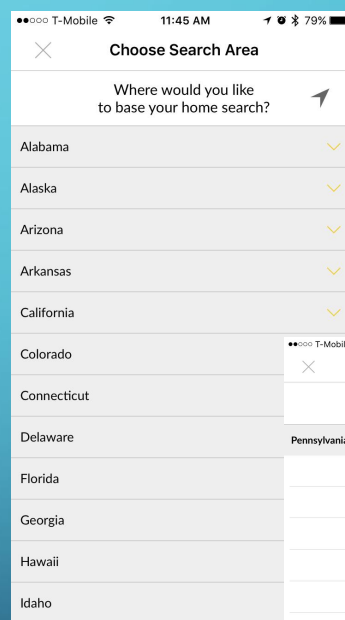 T-Mobile 11:45 AM 79%
Choose Search Area
Where would you like
to base your home search?
Alabama
Alaska
Arizona
Arkansas
California
T-Mobil
Colorado
Connecticut
Delaware
Pennsylvania
Florida
Georgia
Hawaii
Idaho